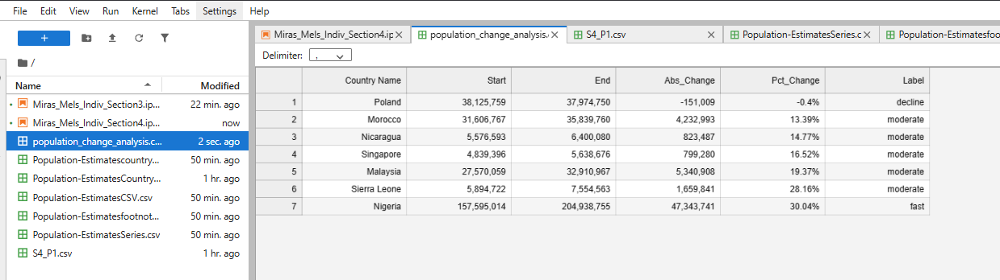 File Edit View Run Kernel Tabs Settings Help
+
/
Name Modified
Miras_Mels_Indiv_Section3.ip... 22 min. ago
Miras_Mels_Indiv_Section4.ip... now
population_change_analysis.c... 2 sec. ago
Population-Estimatescountry... 50 min. ago
Population-EstimatesCountry... 1 hr. ago
Population-EstimatesCSV.csv 50 min. ago
Population-Estimatesfootnot... 50 min. ago
Population-EstimatesSeries.csv 50 min. ago
S4_P1.csv 1 hr. ago
Miras_Mels_Indiv_Section4.ip population_change_analysis. S4_P1.csv Population-EstimatesSeries.c Population-Estimatesfoot
Delimiter: ,
Country Name Start End Abs_Change Pct_Change Label
1 Poland 38,125,759 37,974,750 -151,009 -0.4% decline
2 Morocco 31,606,767 35,839,760 4,232,993 13.39% moderate
3 Nicaragua 5,576,593 6,400,080 823,487 14.77% moderate
4 Singapore 4,839,396 5,638,676 799,280 16.52% moderate
5 Malaysia 27,570,059 32,910,967 5,340,908 19.37% moderate
6 Sierra Leone 5,894,722 7,554,563 1,659,841 28.16% moderate
7 Nigeria 157,595,014 204,938,755 47,343,741 30.04% fast